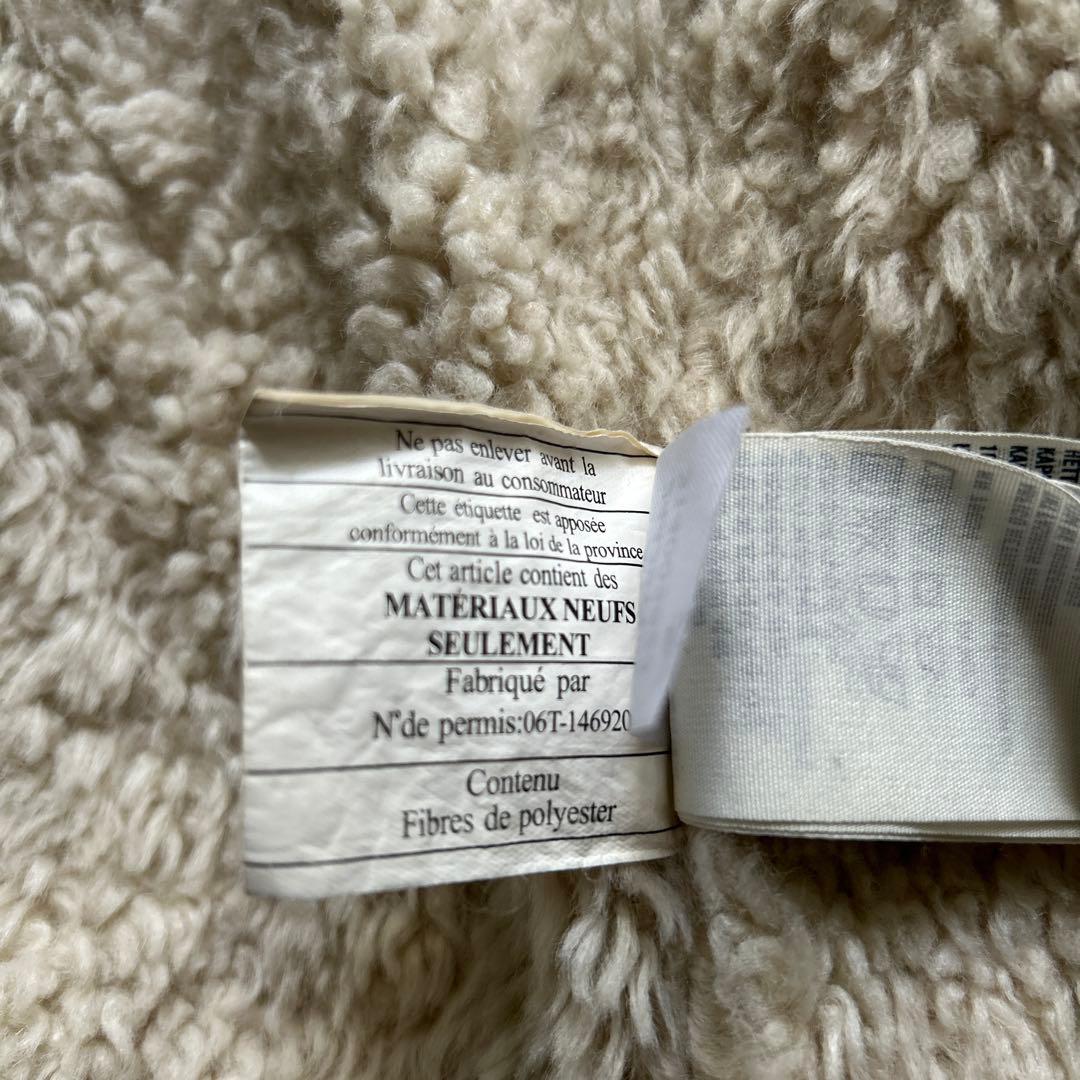 Ne pas enlever avant la
livraison au consommateur
Cette étiquette est apposée
conformément à la loi de la province
Cet article contient des
MATÉRIAUX NEUFS
SEULEMENT
Fabriqué par
N°de permis:06T-146920
Contenu
Fibres de polyester